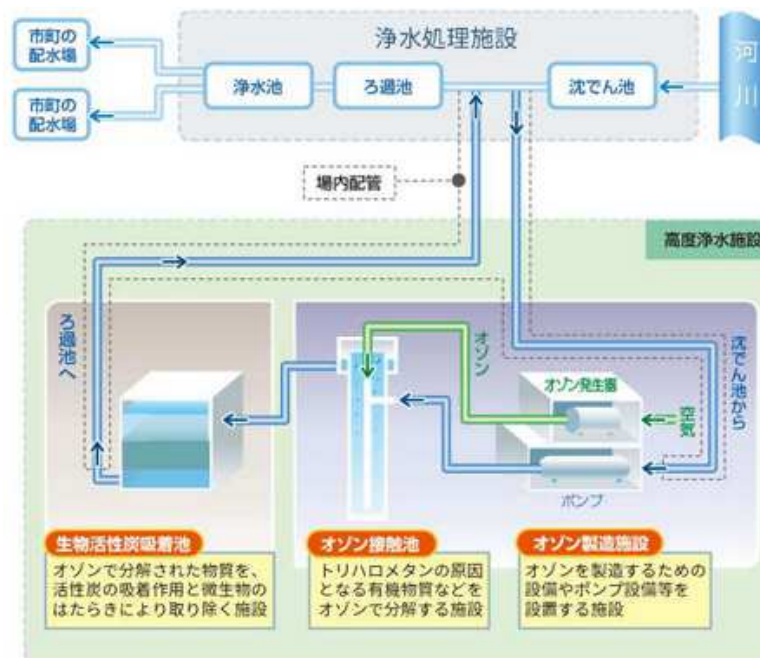 浄水処理施設
市町の
配水場
市町の
配水場
浄水池
ろ過池
沈でん池
河川
場内配管
高度浄水施設
ろ過池へ
オゾン
オゾン発生器
空気
沈でん池から
ポンプ
生物活性炭吸着池
オゾンで分解された物質を、
活性炭の吸着作用と微生物の
はたらきにより取り除く施設
オゾン接触池
トリハロメタンの原因
となる有機物質などを
オゾンで分解する施設
オゾン製造施設
オゾンを製造するための
設備やポンプ設備等を
設置する施設